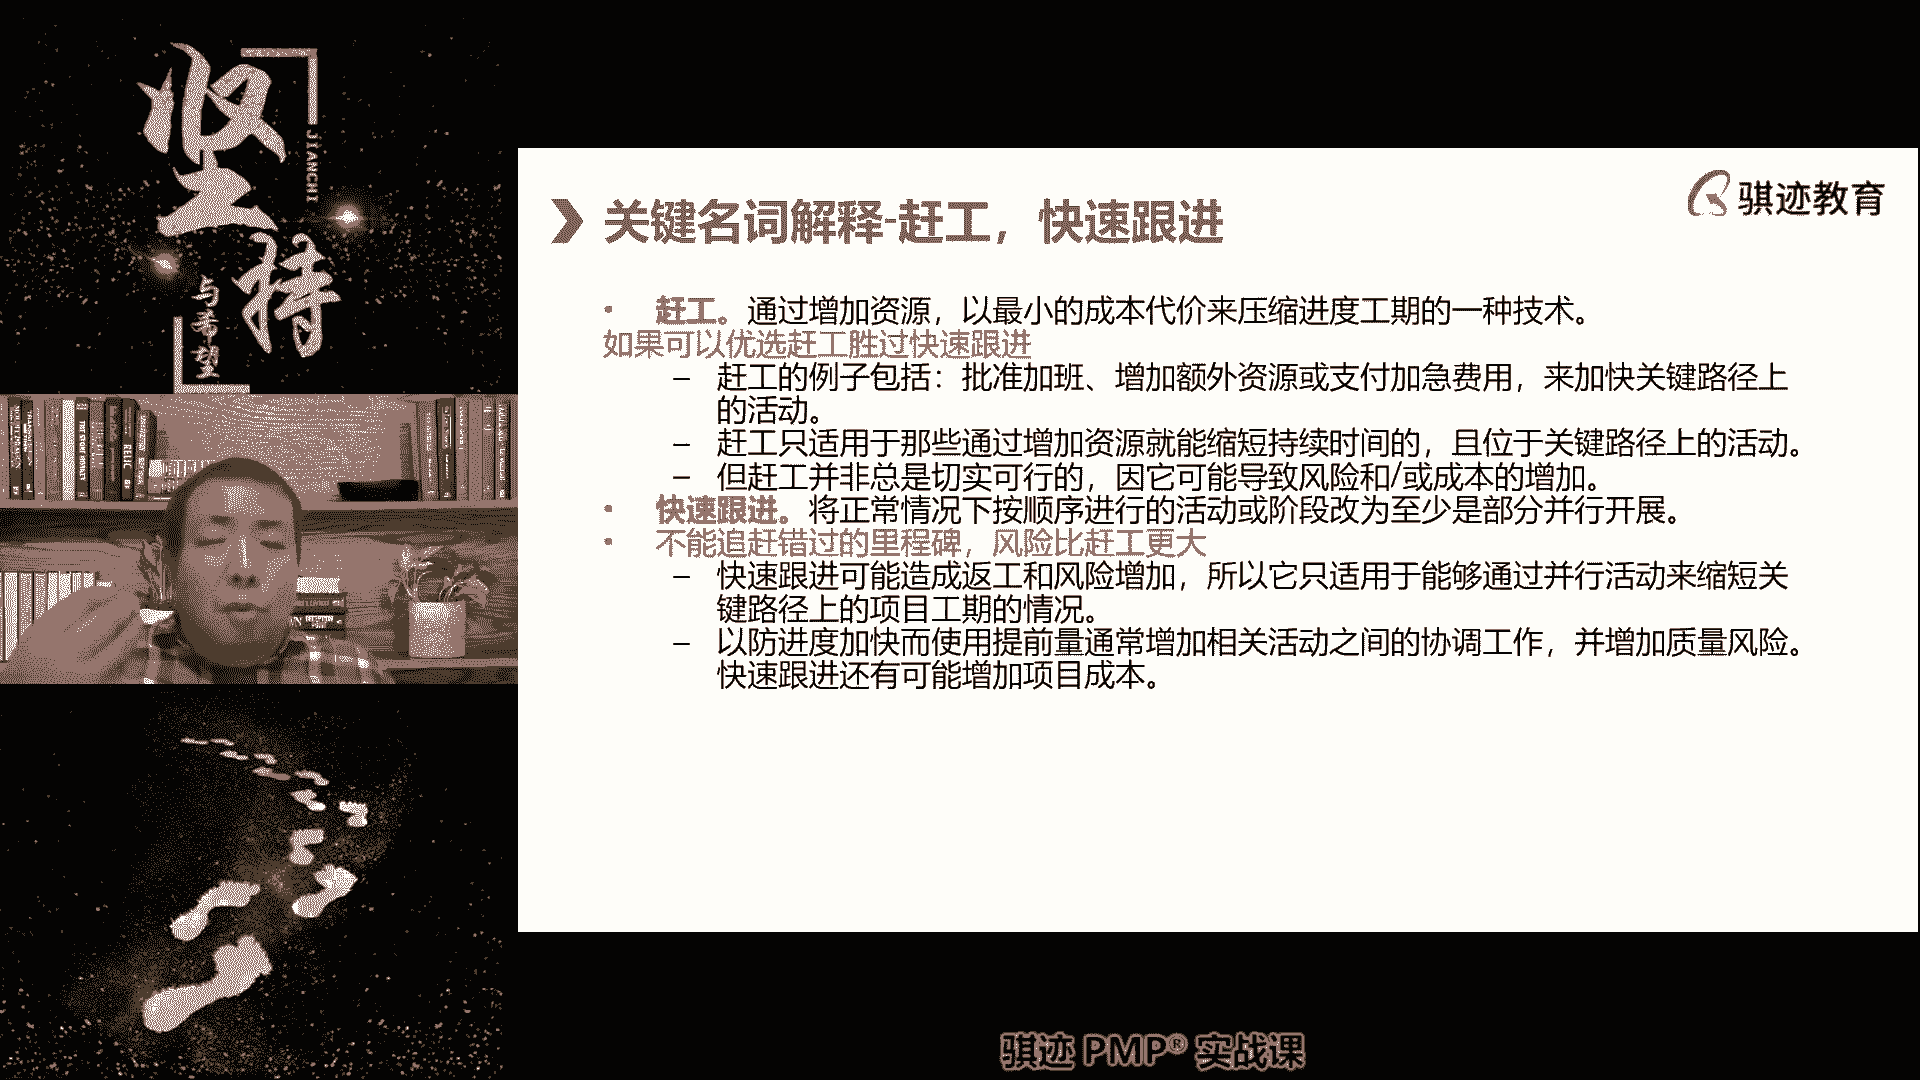 坚持
JIANCHI
与希望
骐迹教育
关键名词解释-赶工，快速跟进
• 赶工。通过增加资源，以最小的成本代价来压缩进度工期的一种技术。
如果可以优选赶工胜过快速跟进
– 赶工的例子包括：批准加班、增加额外资源或支付加急费用，来加快关键路径上
的活动。
– 赶工只适用于那些通过增加资源就能缩短持续时间的，且位于关键路径上的活动。
– 但赶工并非总是切实可行的，因它可能导致风险和/或成本的增加。
• 快速跟进。将正常情况下按顺序进行的活动或阶段改为至少是部分并行开展。
• 不能追赶错过的里程碑，风险比赶工更大
– 快速跟进可能造成返工和风险增加，所以它只适用于能够通过并行活动来缩短关
键路径上的项目工期的情况。
– 以防进度加快而使用提前量通常增加相关活动之间的协调工作，并增加质量风险。
快速跟进还有可能增加项目成本。
骐迹 PMP® 实战课